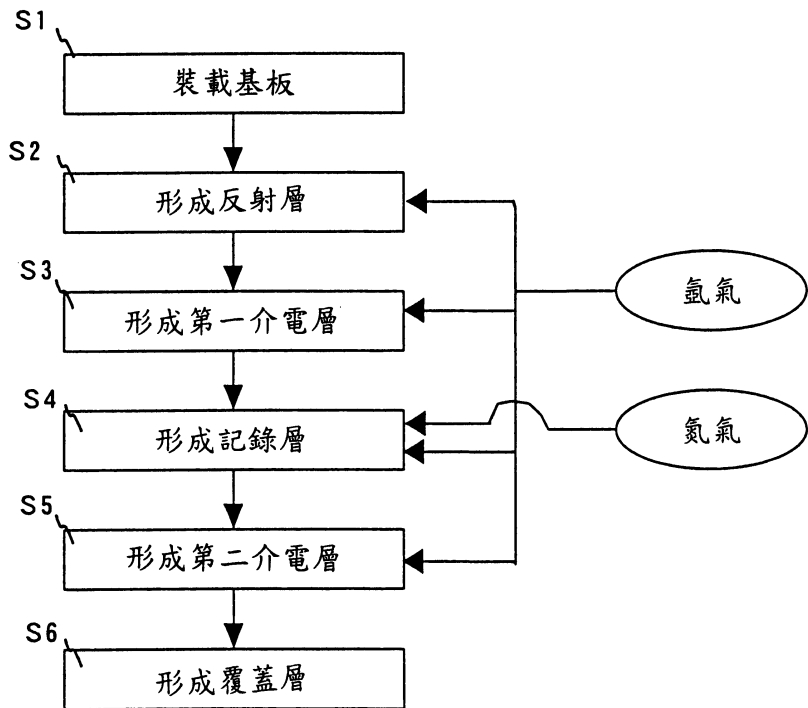 S1
裝載基板
S2
形成反射層
S3
形成第一介電層
氬氣
S4
形成記錄層
氮氣
S5
形成第二介電層
S6
形成覆蓋層